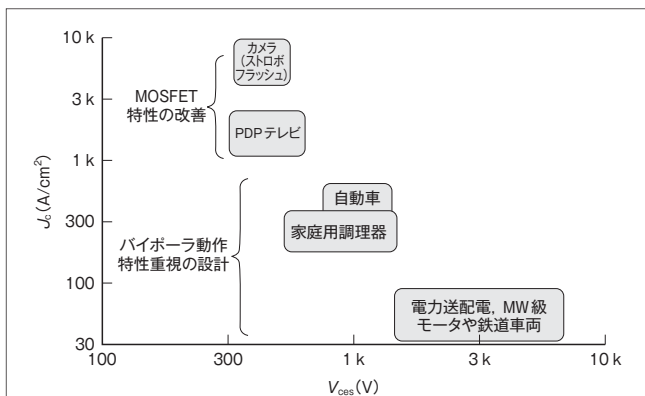 10 k
3 k
1 k
300
100
30
J_c(A/cm²)
MOSFET
特性の改善
バイポーラ動作
特性重視の設計
カメラ
(ストロボ
フラッシュ)
PDPテレビ
自動車
家庭用調理器
電力送配電, MW級
モータや鉄道車両
100
300
1 k
3 k
10 k
V_ces(V)